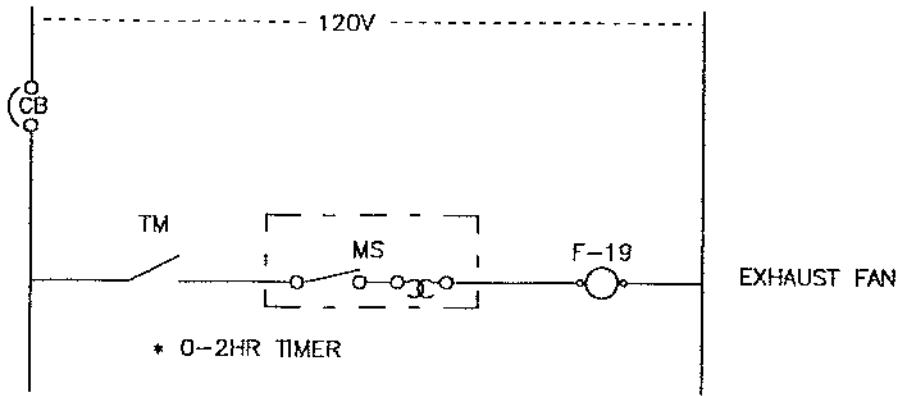 120V
CB
TM
MS
F-19
EXHAUST FAN
* 0-2HR TIMER